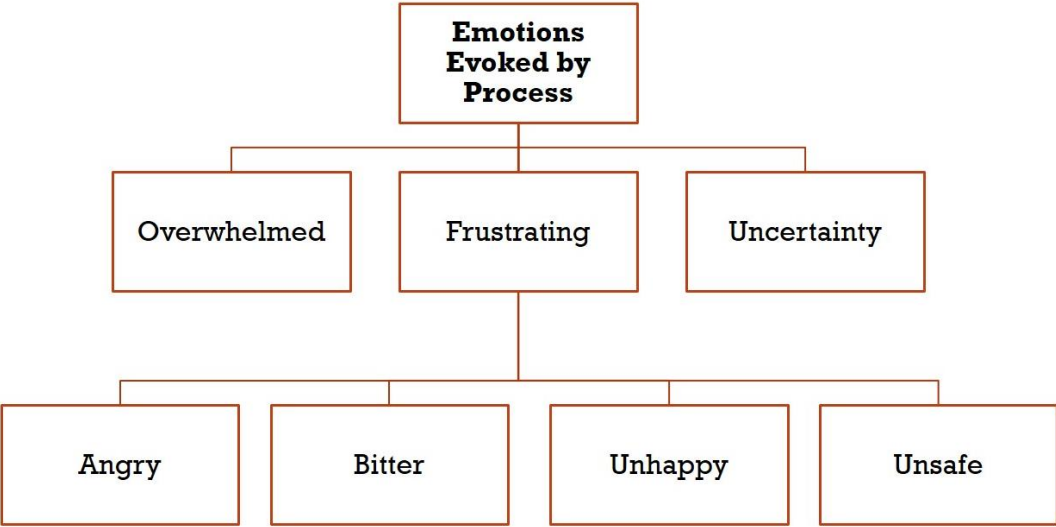 Emotions
Evoked by
Process
Overwhelmed
Frustrating
Uncertainty
Angry
Bitter
Unhappy
Unsafe